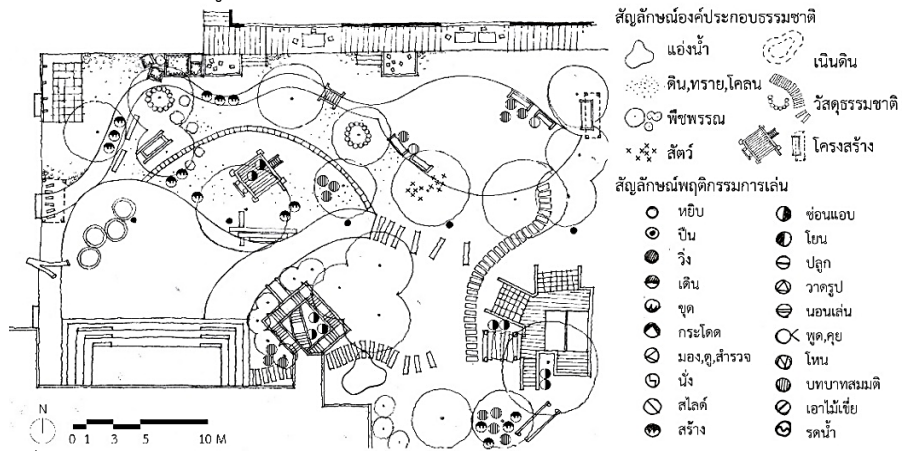 สัญลักษณ์องค์ประกอบธรรมชาติ
แอ่งน้ำ
เนินดิน
ดิน,ทราย,โคลน
วัสดุธรรมชาติ
พืชพรรณ
สัตว์
โครงสร้าง
สัญลักษณ์พฤติกรรมการเล่น
หยิบ
ซ่อนแอบ
ปีน
โยน
วิ่ง
ปลูก
เดิน
วาดรูป
ขุด
นอนเล่น
กระโดด
พูด,คุย
มอง,ดู,สำรวจ
โหน
นั่ง
บทบาทสมมติ
สไลด์
เอาไม้เขี่ย
สร้าง
รดน้ำ
N
0 1 3 5 10 M